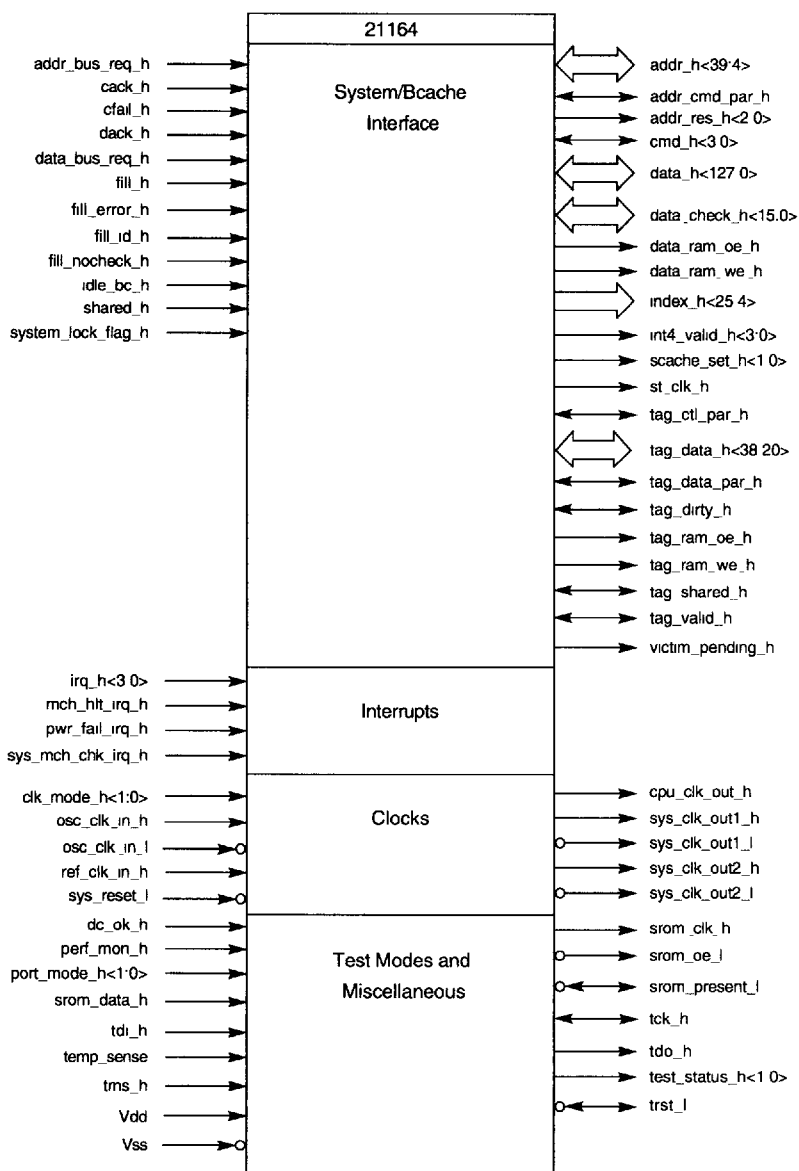 21164
System/Bcache
Interface
addr_bus_req_h
cack_h
cfail_h
dack_h
data_bus_req_h
fill_h
fill_error_h
fill_id_h
fill_nocheck_h
idle_bc_h
shared_h
system_lock_flag_h
addr_h<39:4>
addr_cmd_par_h
addr_res_h<2 0>
cmd_h<3 0>
data_h<127 0>
data_check_h<15.0>
data_ram_oe_h
data_ram_we_h
index_h<25 4>
int4_valid_h<3:0>
scache_set_h<1 0>
st_clk_h
tag_ctl_par_h
tag_data_h<38 20>
tag_data_par_h
tag_dirty_h
tag_ram_oe_h
tag_ram_we_h
tag_shared_h
tag_valid_h
victim_pending_h
irq_h<3 0>
mch_hlt_irq_h
pwr_fail_irq_h
sys_mch_chk_irq_h
Interrupts
clk_mode_h<1:0>
osc_clk_in_h
osc_clk_in_l
ref_clk_in_h
sys_reset_l
Clocks
cpu_clk_out_h
sys_clk_out1_h
sys_clk_out1_l
sys_clk_out2_h
sys_clk_out2_l
dc_ok_h
perf_mon_h
port_mode_h<1:0>
srom_data_h
tdi_h
temp_sense
tms_h
Vdd
Vss
Test Modes and
Miscellaneous
srom_clk_h
srom_oe_l
srom_present_l
tck_h
tdo_h
test_status_h<1 0>
trst_l